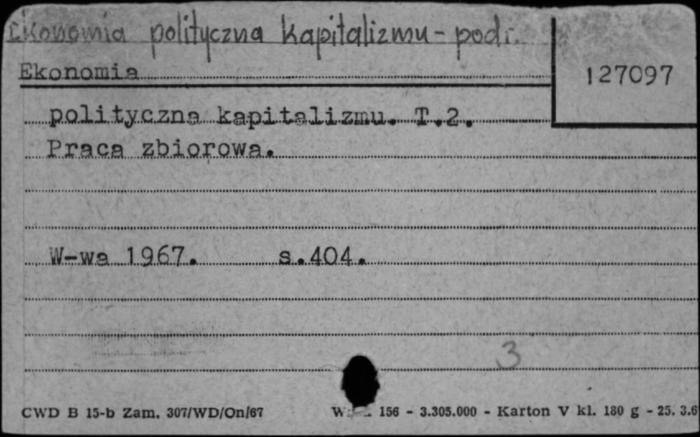 Ekonomia polityczna kapitalizmu - podr.
127097
Ekonomia
polityczna kapitalizmu. T.2.
Praca zbiorowa.
W-wa 1967. s.404.
3
CWD B 15-b Zam. 307/WD/On/67 156 - 3.305.000 - Karton V kl. 180 g - 25. 3.6